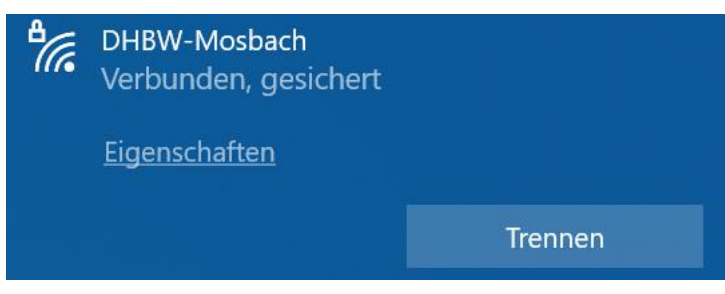 DHBW-Mosbach
Verbunden, gesichert
Eigenschaften
Trennen